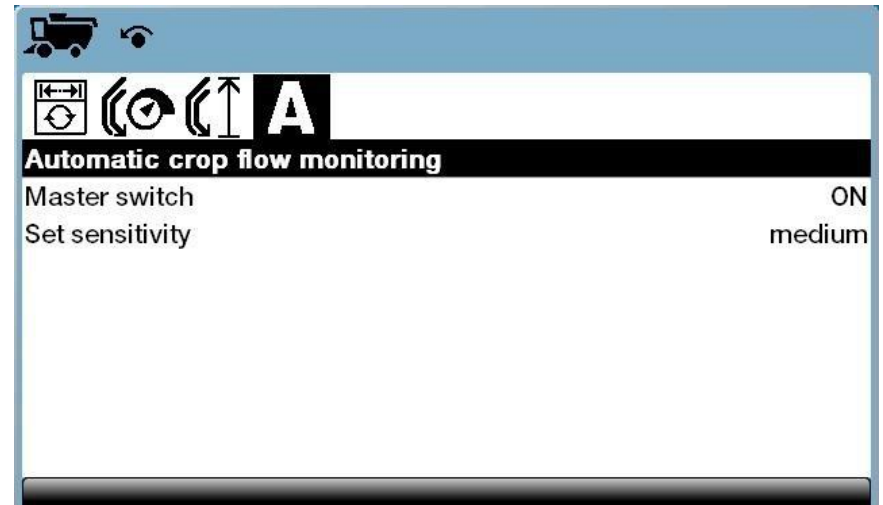 A
Automatic crop flow monitoring
Master switch ON
Set sensitivity medium